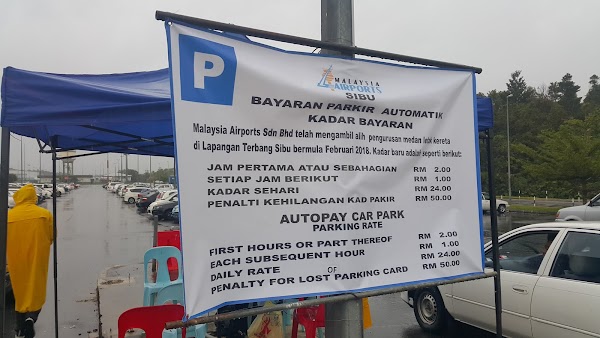 P
MALAYSIA
AIRPORTS
SIBU
BAYARAN PARKIR AUTOMATIK
KADAR BAYARAN
Malaysia Airports Sdn Bhd telah mengambil alih pengurusan medan letak kereta
di Lapangan Terbang Sibu bermula Februari 2018. Kadar baru adalah seperti berikut:
JAM PERTAMA ATAU SEBAHAGIAN RM 2.00
SETIAP JAM BERIKUT RM 1.00
KADAR SEHARI RM 24.00
PENALTI KEHILANGAN KAD PAKIR RM 50.00
AUTOPAY CAR PARK
PARKING RATE
FIRST HOURS OR PART THEREOF RM 2.00
EACH SUBSEQUENT HOUR RM 1.00
DAILY RATE OF RM 24.00
PENALTY FOR LOST PARKING CARD RM 50.00